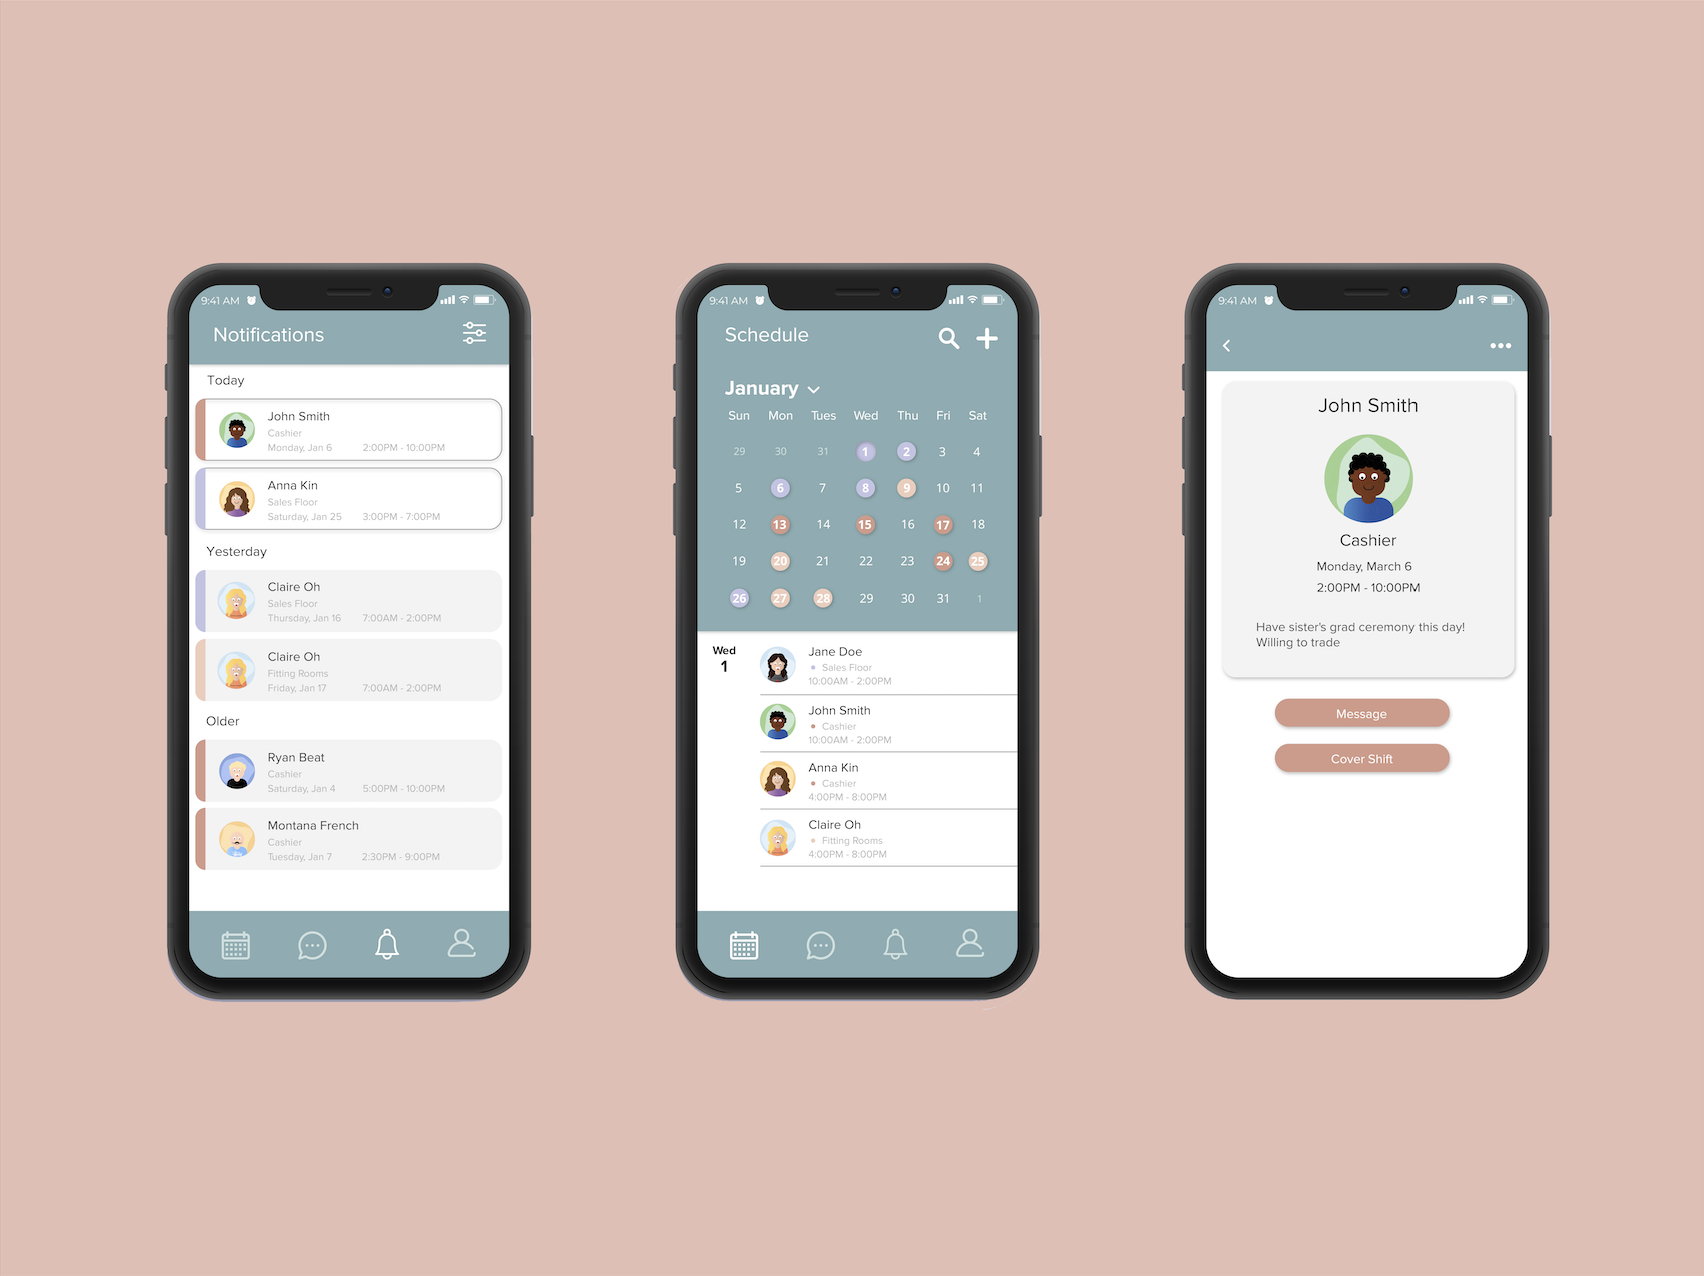 9:41 AM
Notifications
Today
John Smith
Cashier
Monday, Jan 6 2:00PM - 10:00PM
Anna Kin
Sales Floor
Saturday, Jan 25 3:00PM - 7:00PM
Yesterday
Claire Oh
Sales Floor
Thursday, Jan 16 7:00AM - 2:00PM
Claire Oh
Fitting Rooms
Friday, Jan 17 7:00AM - 2:00PM
Older
Ryan Beat
Cashier
Saturday, Jan 4 5:00PM - 10:00PM
Montana French
Cashier
Tuesday, Jan 7 2:30PM - 9:00PM
9:41 AM
Schedule
January
Sun Mon Tues Wed Thu Fri Sat
29 30 31 1 2 3 4
5 6 7 8 9 10 11
12 13 14 15 16 17 18
19 20 21 22 23 24 25
26 27 28 29 30 31 1
Wed
1
Jane Doe
Sales Floor
10:00AM - 2:00PM
John Smith
Cashier
10:00AM - 2:00PM
Anna Kin
Cashier
4:00PM - 8:00PM
Claire Oh
Fitting Rooms
4:00PM - 8:00PM
9:41 AM
John Smith
Cashier
Monday, March 6
2:00PM - 10:00PM
Have sister's grad ceremony this day!
Willing to trade
Message
Cover Shift